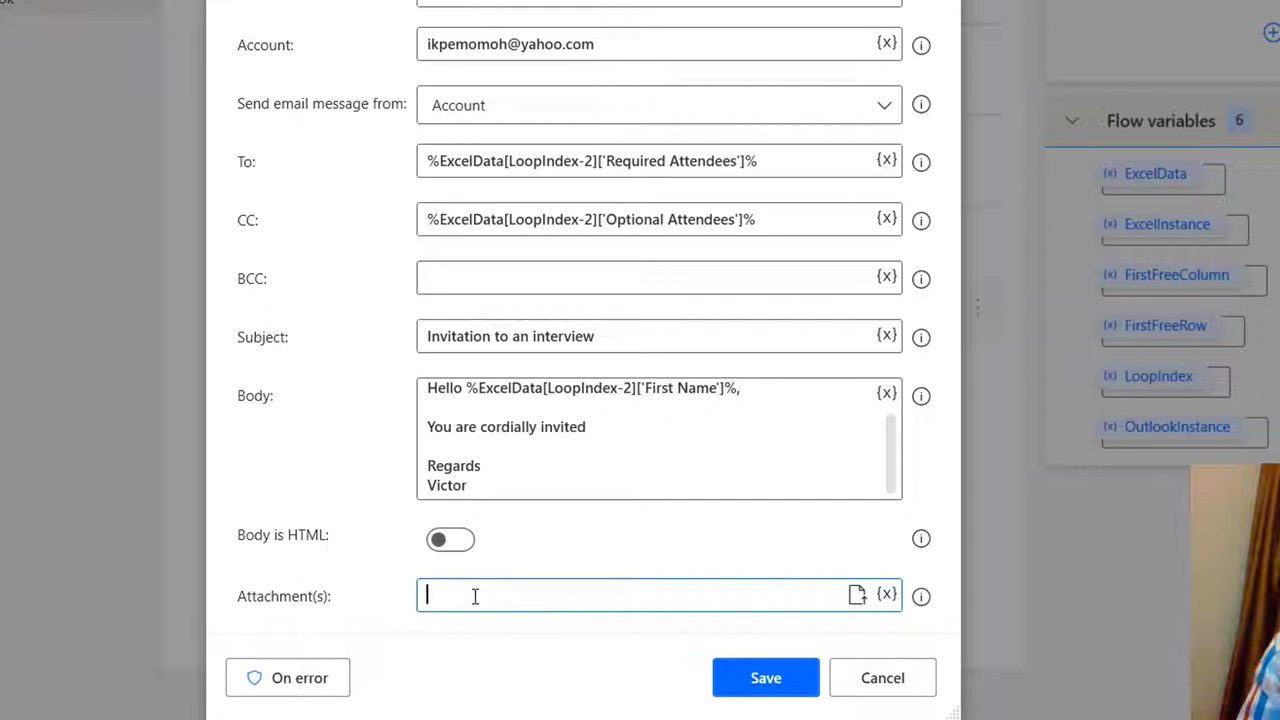 Account:
ikpemomoh@yahoo.com
{x}
Send email message from:
Account
To:
%ExcelData[LoopIndex-2]['Required Attendees']%
{x}
CC:
%ExcelData[LoopIndex-2]['Optional Attendees']%
{x}
BCC:
{x}
Subject:
Invitation to an interview
{x}
Body:
Hello %ExcelData[LoopIndex-2]['First Name']%,
{x}
You are cordially invited
Regards
Victor
Body is HTML:
Attachment(s):
{x}
On error
Save
Cancel
Flow variables 6
{x} ExcelData
{x} ExcelInstance
{x} FirstFreeColumn
{x} FirstFreeRow
{x} LoopIndex
{x} OutlookInstance